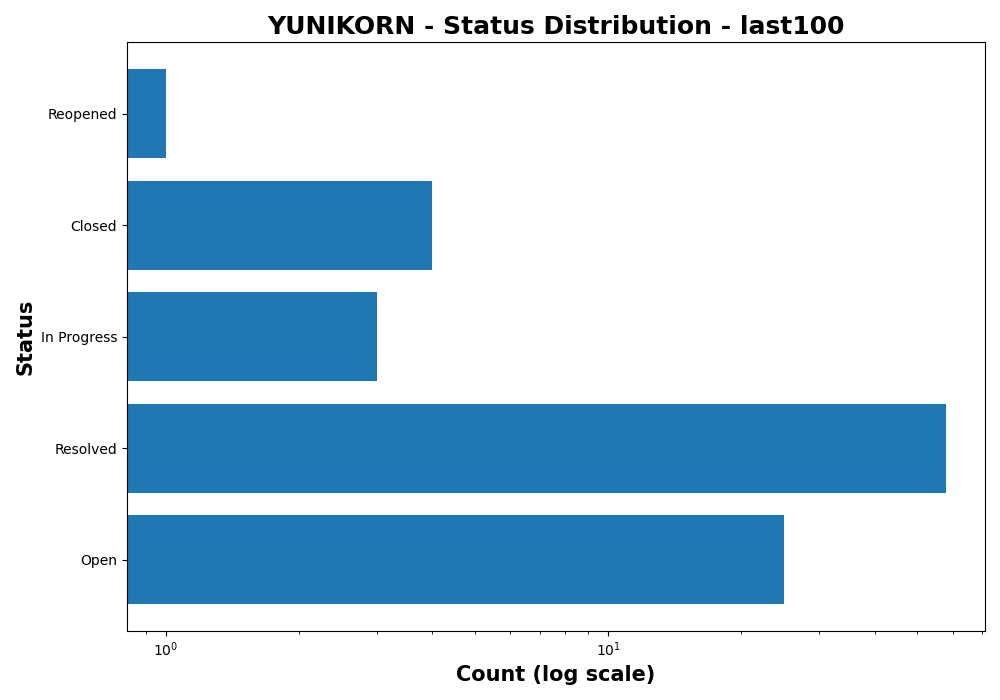 YUNIKORN - Status Distribution - last100
Reopened
Closed
In Progress
Resolved
Open
Status
10⁰
10¹
Count (log scale)